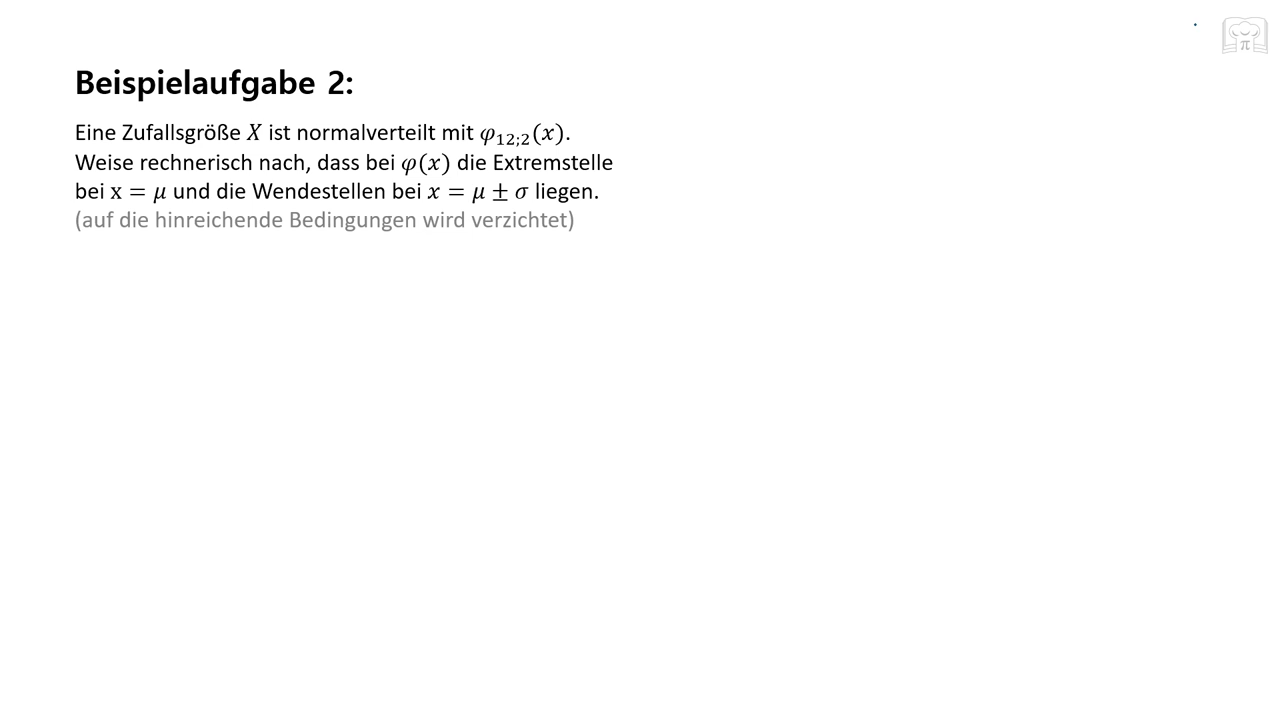 Beispielaufgabe 2:
Eine Zufallsgröße X ist normalverteilt mit φ₁₂;₂(x).
Weise rechnerisch nach, dass bei φ(x) die Extremstelle
bei x = μ und die Wendestellen bei x = μ ± σ liegen.
(auf die hinreichende Bedingungen wird verzichtet)
π